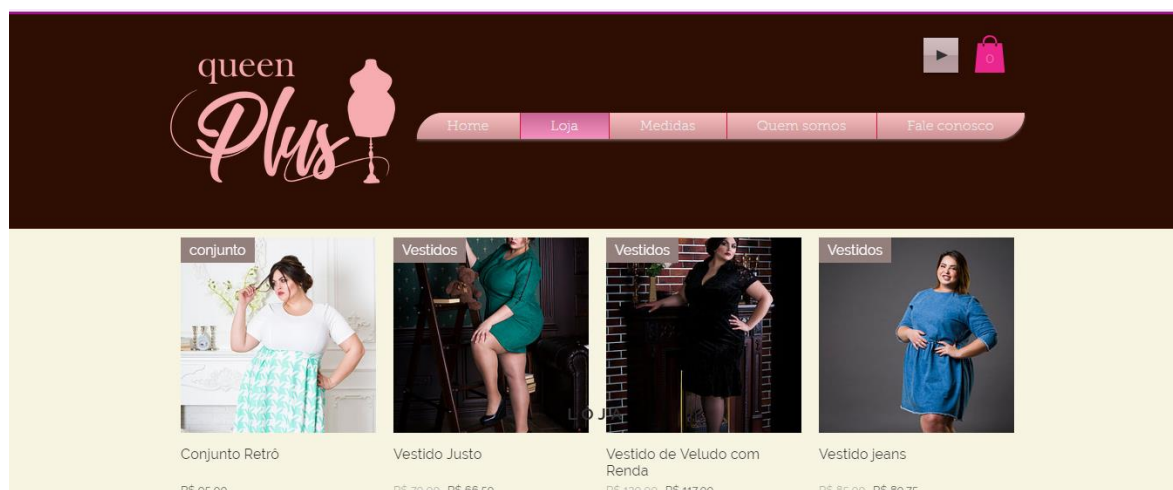 queen
Plus
0
Home
Loja
Medidas
Quem somos
Fale conosco
conjunto
Vestidos
Vestidos
Vestidos
LOJA
Conjunto Retrô
Vestido Justo
Vestido de Veludo com
Renda
Vestido jeans